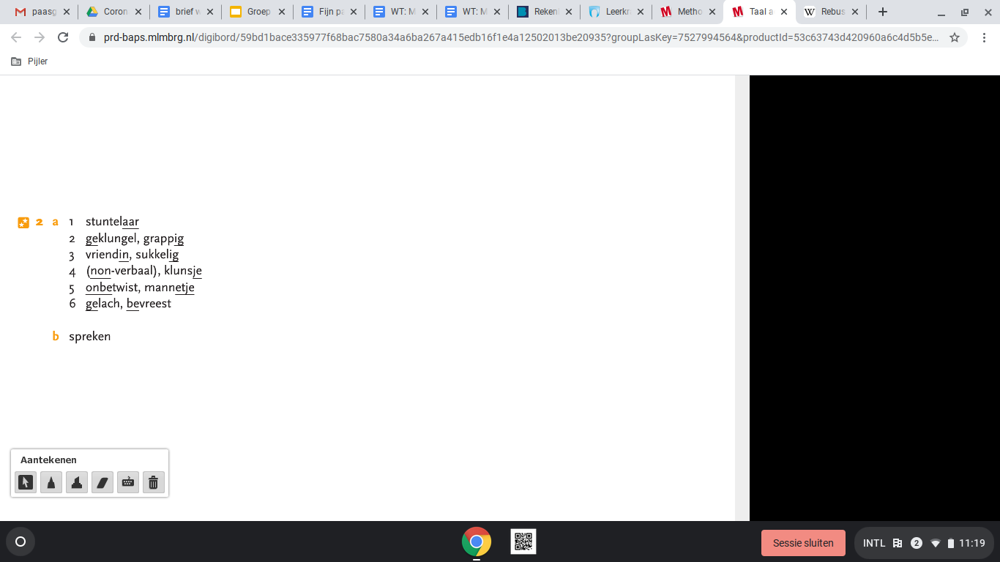 paasg Coron brief w Groep Fijn pa WT: M WT: M Reken Leerkr Metho Taal a Rebus
prd-baps.mlmbrg.nl/digibord/59bd1bace335977f68bac7580a34a6ba267a415edb16f1e4a12502013be20935?groupLasKey=7527994564&productId=53c63743d420960a6c4d5b5e...
Pijler
2 a 1 stuntelaar
2 geklungel, grappig
3 vriendin, sukkelig
4 (non-verbaal), klunsje
5 onbetwist, mannetje
6 gelach, bevreest
b spreken
Aantekenen
Sessie sluiten INTL 2 11:19